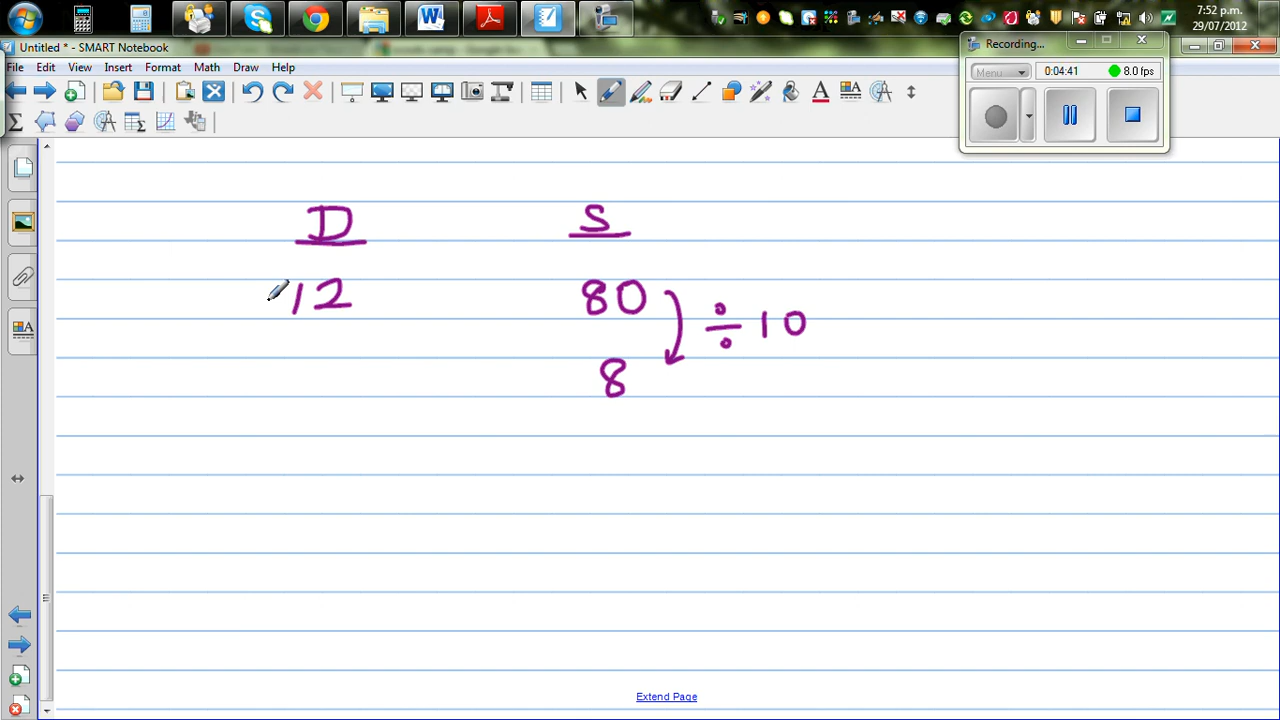 7:52 p.m.
29/07/2012
Untitled * - SMART Notebook
Recording...
File Edit View Insert Format Math Draw Help
Menu 0:04:41 8.0 fps
D S
12 80
÷ 10
8
Extend Page